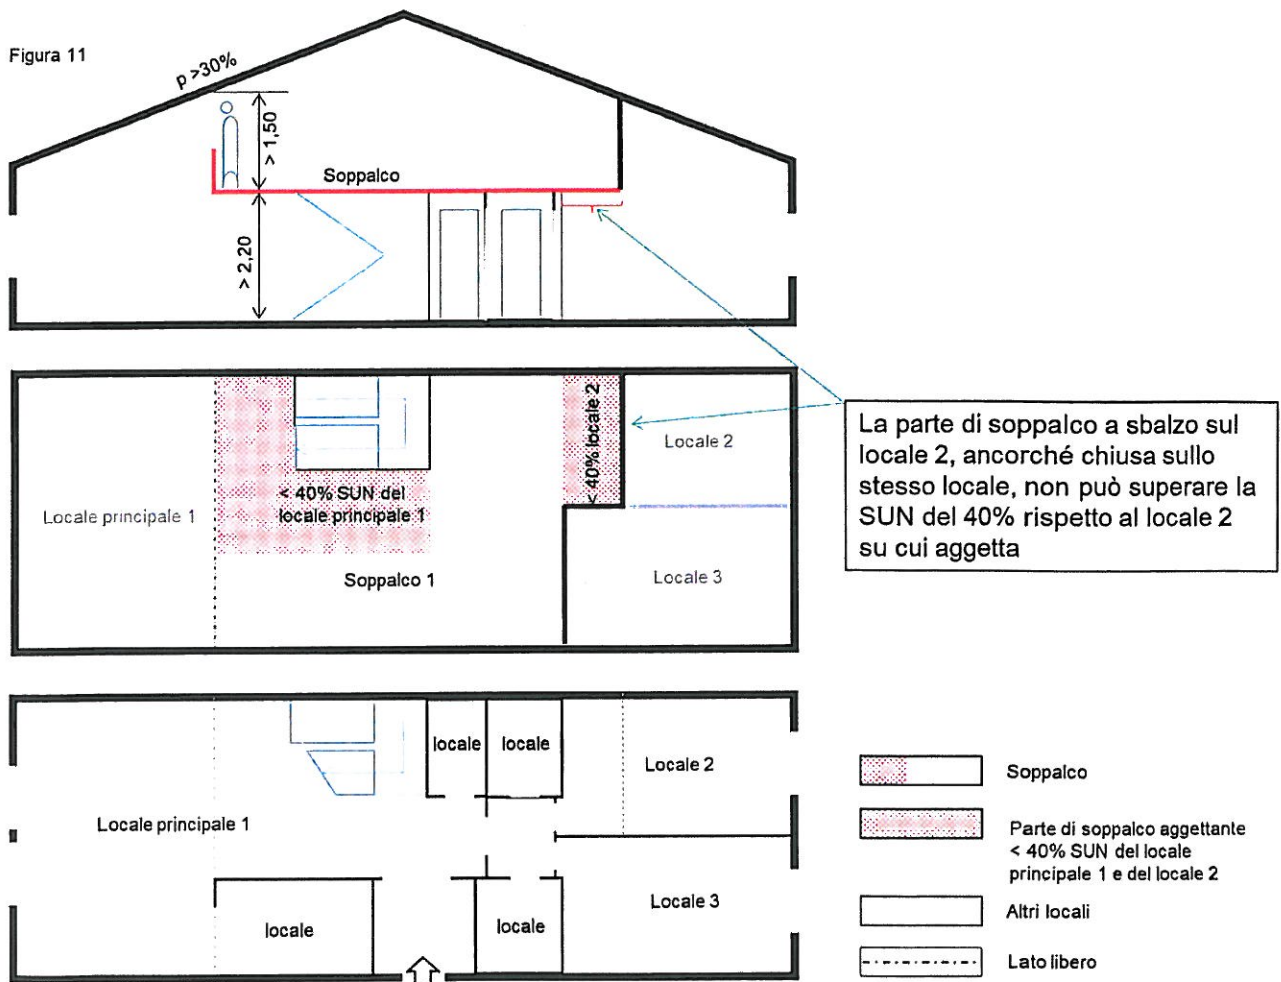 Figura 11
p >30%
> 1,50
Soppalco
> 2,20
< 40% locale 2
Locale 2
La parte di soppalco a sbalzo sul
locale 2, ancorché chiusa sullo
stesso locale, non può superare la
SUN del 40% rispetto al locale 2
su cui aggetta
Locale principale 1
< 40% SUN del
locale principale 1
Soppalco 1
Locale 3
locale
locale
Locale 2
Locale principale 1
Locale 3
locale
locale
Soppalco
Parte di soppalco aggettante
< 40% SUN del locale
principale 1 e del locale 2
Altri locali
Lato libero